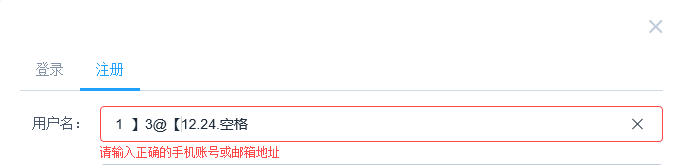 登录 注册
用户名： 1 】3@【12.24.空格
请输入正确的手机账号或邮箱地址